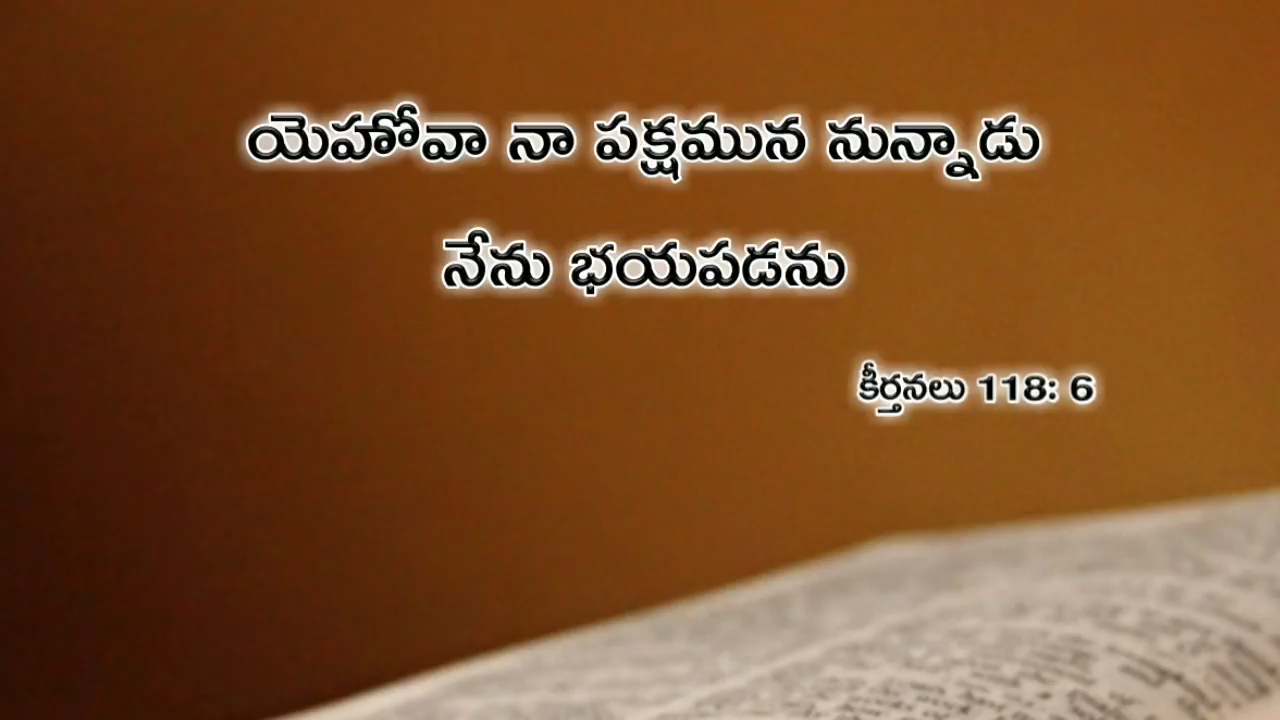 యెహోవా నా పక్షమున నున్నాడు
నేను భయపడను
కీర్తనలు 118: 6